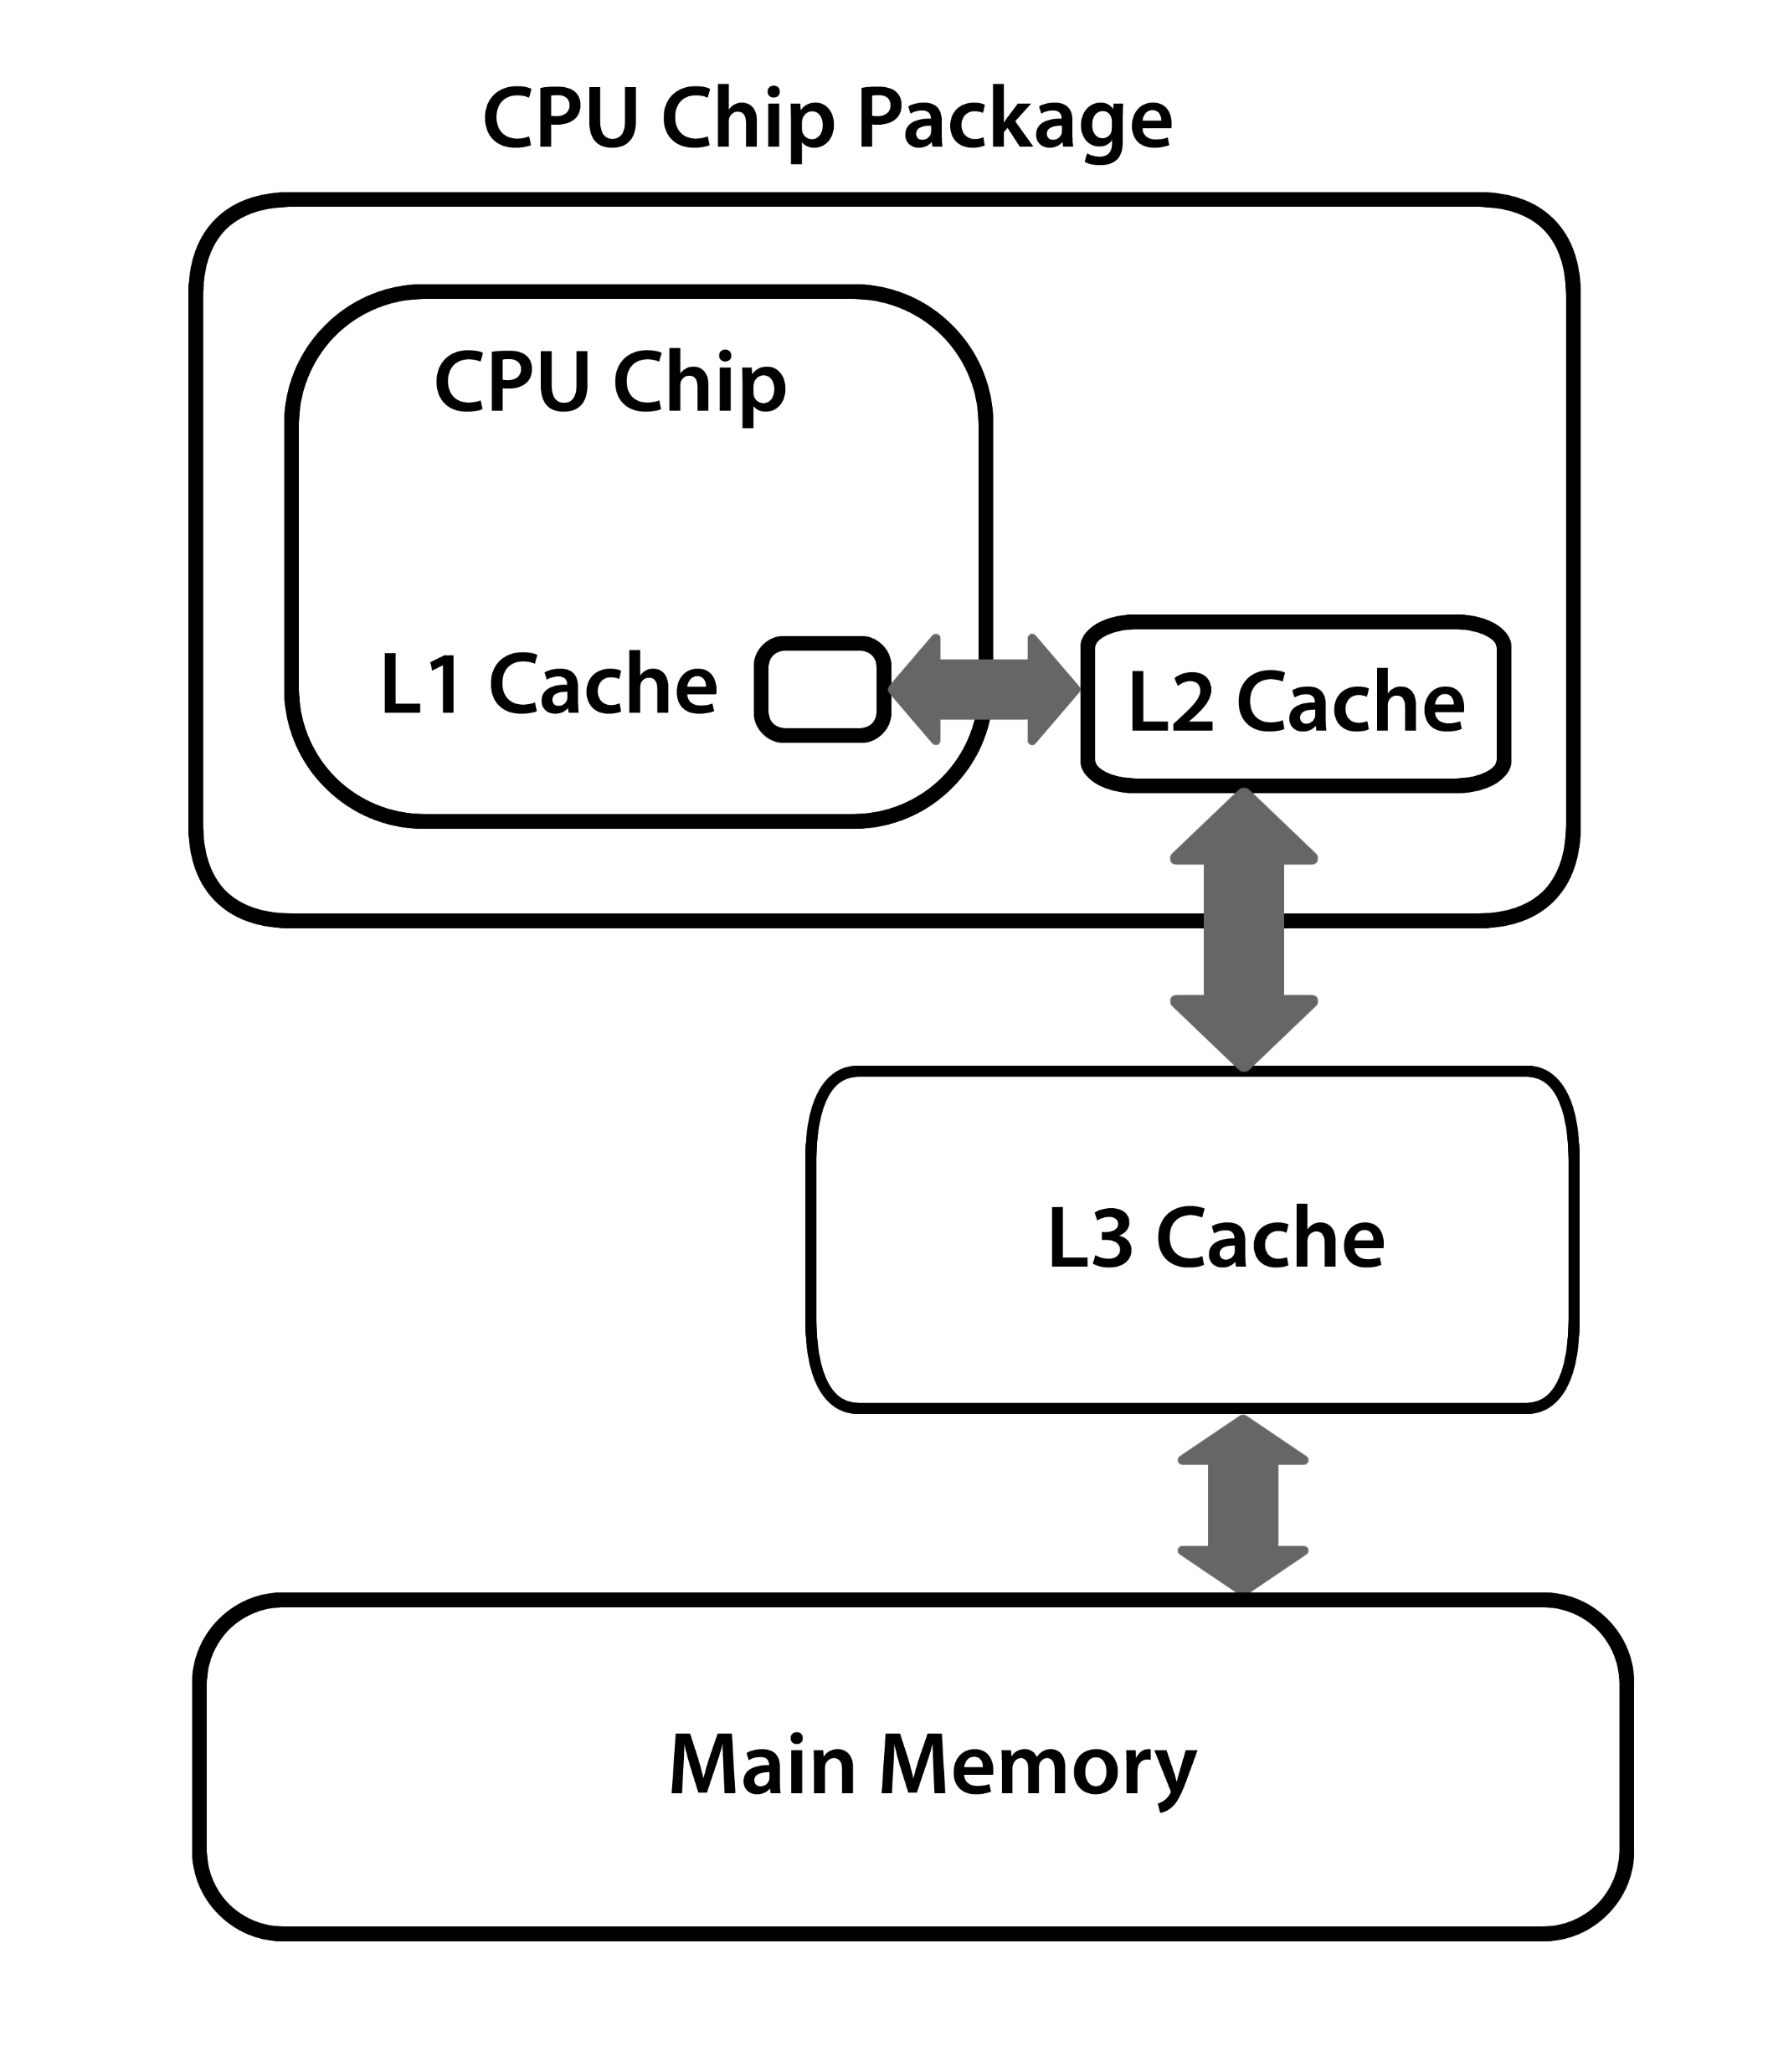 CPU Chip Package
CPU Chip
L1 Cache
L2 Cache
L3 Cache
Main Memory